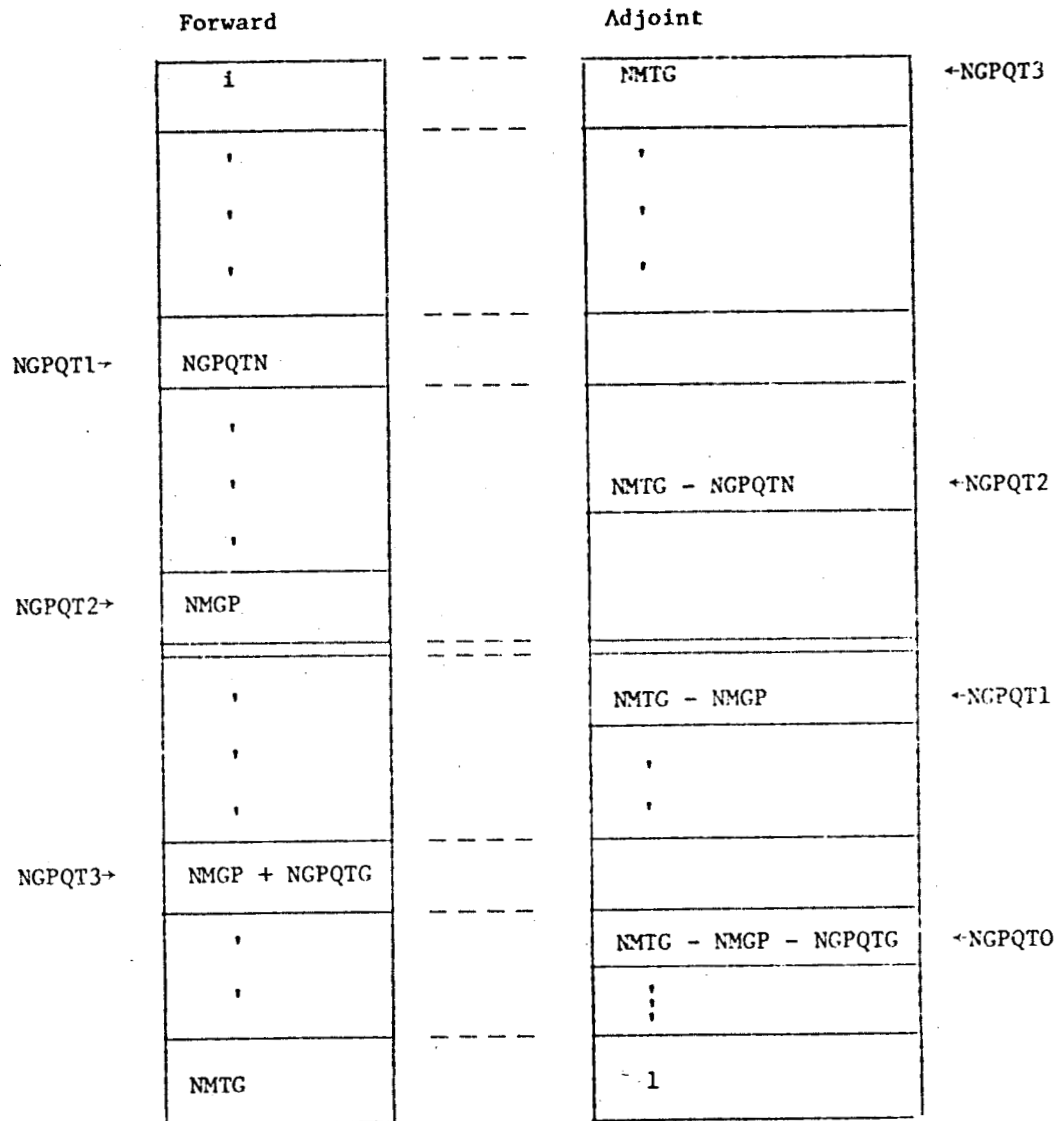 Forward Adjoint
i NMTG ←NGPQT3
NGPQT1→ NGPQTN
NMTG - NGPQTN ←NGPQT2
NGPQT2→ NMGP
NMTG - NMGP ←NGPQT1
NGPQT3→ NMGP + NGPQTG
NMTG - NMGP - NGPQTG ←NGPQT0
NMTG 1